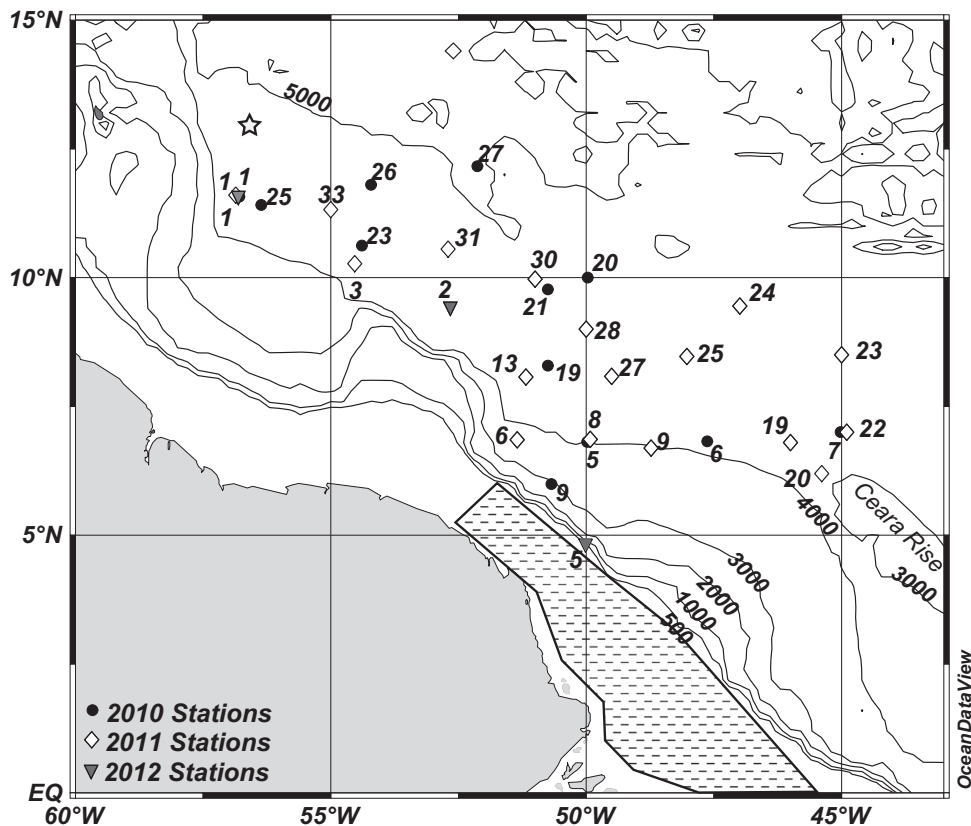 15°N
5000
27
26
1 1
25
33
1
23
31
30
20
10°N
3
2
21
24
28
13
19
27
25
23
6
8
9
5
6
19
7
22
20
9
4000
Ceara Rise
5°N
5
3000
3000
2000
1000
500
2010 Stations
2011 Stations
2012 Stations
OceanDataView
EQ
60°W
55°W
50°W
45°W